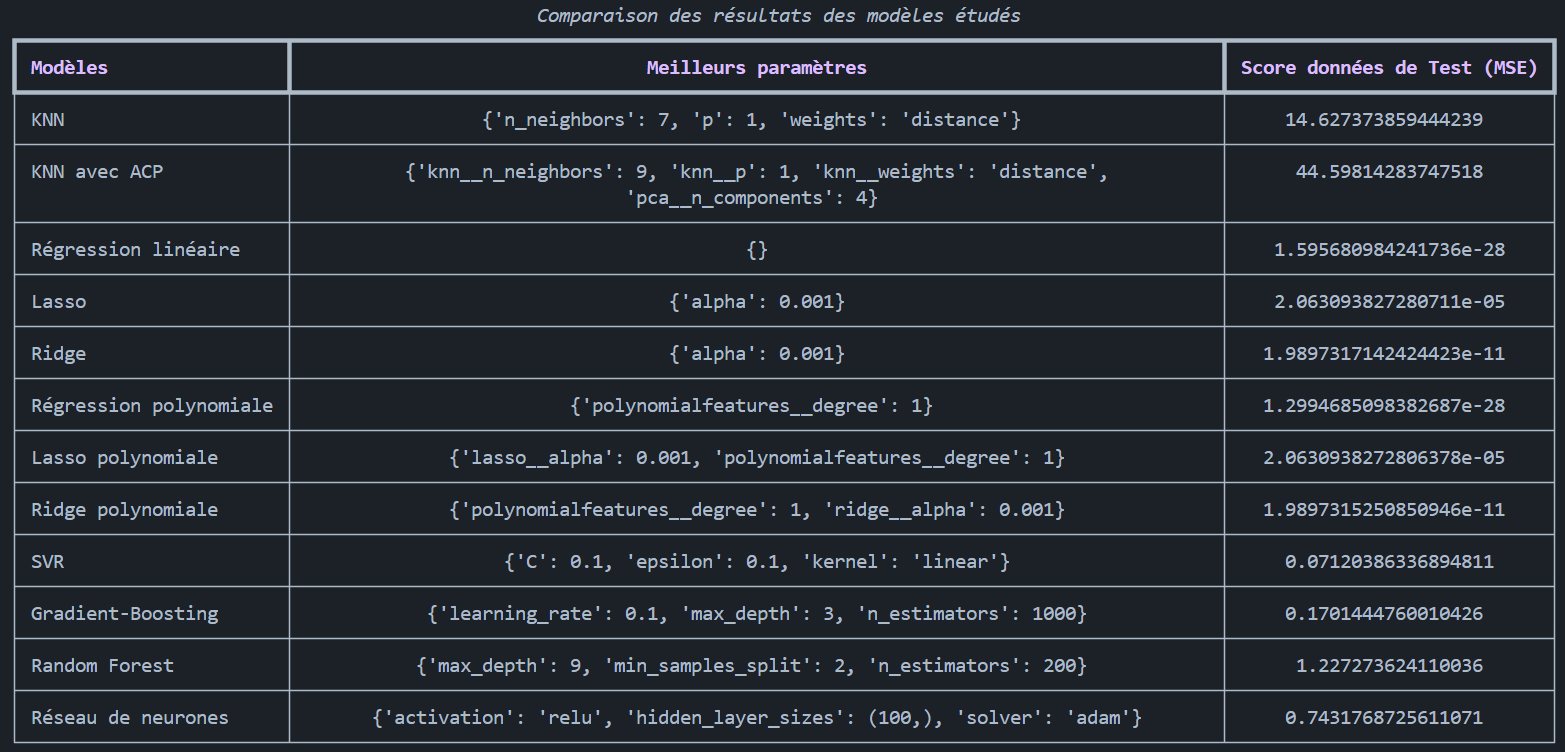 Comparaison des résultats des modèles étudés
Modèles Meilleurs paramètres Score données de Test (MSE)
KNN {'n_neighbors': 7, 'p': 1, 'weights': 'distance'} 14.627373859444239
KNN avec ACP {'knn__n_neighbors': 9, 'knn__p': 1, 'knn__weights': 'distance', 44.59814283747518
'pca__n_components': 4}
Régression linéaire {} 1.595680984241736e-28
Lasso {'alpha': 0.001} 2.063093827280711e-05
Ridge {'alpha': 0.001} 1.9897317142424423e-11
Régression polynomiale {'polynomialfeatures__degree': 1} 1.2994685098382687e-28
Lasso polynomiale {'lasso__alpha': 0.001, 'polynomialfeatures__degree': 1} 2.0630938272806378e-05
Ridge polynomiale {'polynomialfeatures__degree': 1, 'ridge__alpha': 0.001} 1.9897315250850946e-11
SVR {'C': 0.1, 'epsilon': 0.1, 'kernel': 'linear'} 0.07120386336894811
Gradient-Boosting {'learning_rate': 0.1, 'max_depth': 3, 'n_estimators': 1000} 0.1701444760010426
Random Forest {'max_depth': 9, 'min_samples_split': 2, 'n_estimators': 200} 1.227273624110036
Réseau de neurones {'activation': 'relu', 'hidden_layer_sizes': (100,), 'solver': 'adam'} 0.7431768725611071